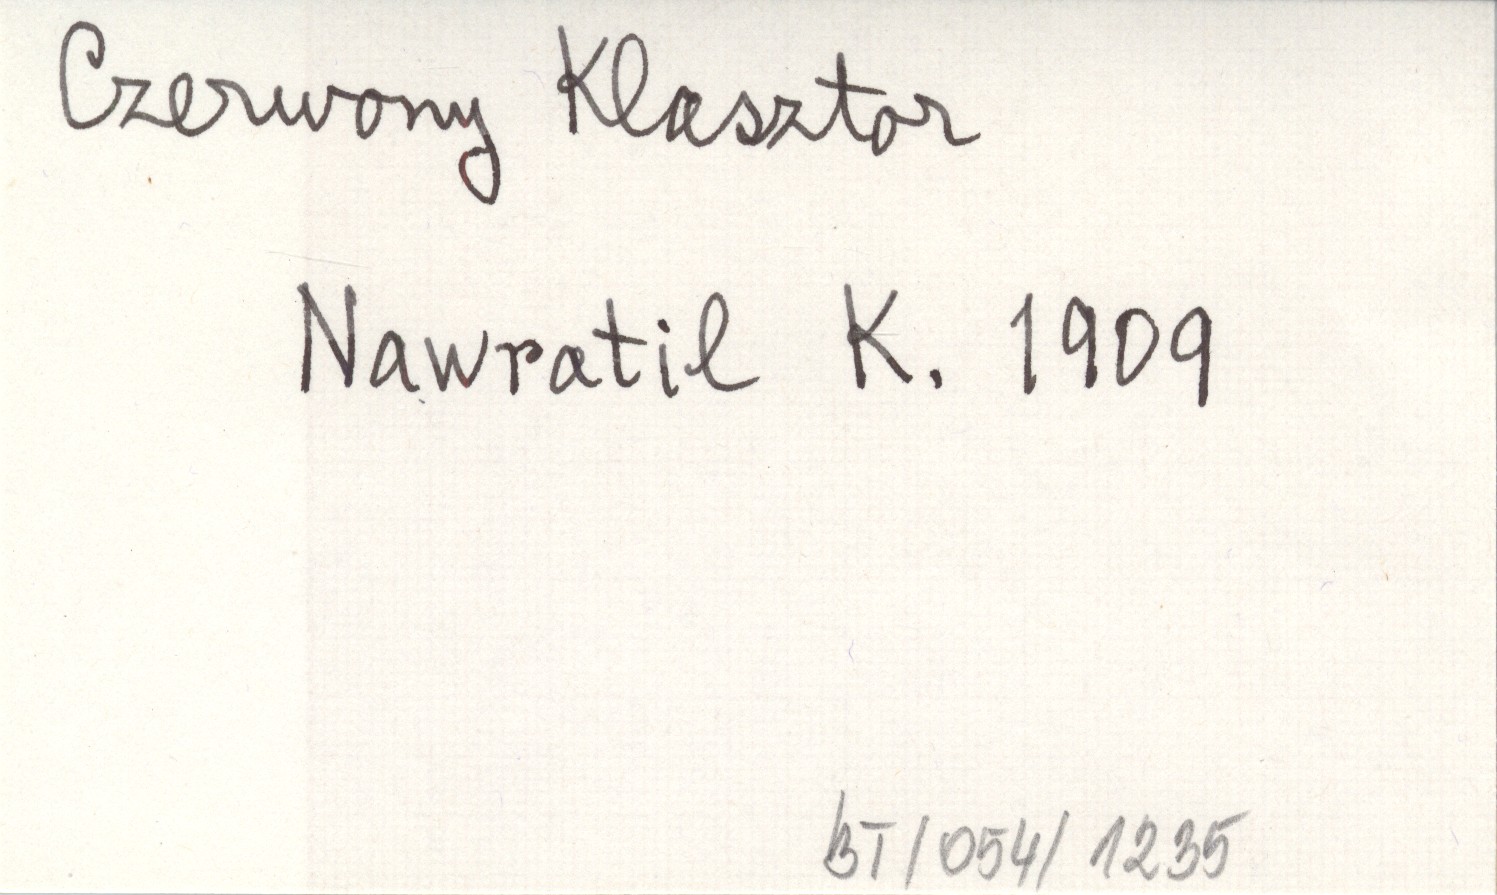 Czerwony Klasztor
Nawratil K. 1909
BT/054/1235